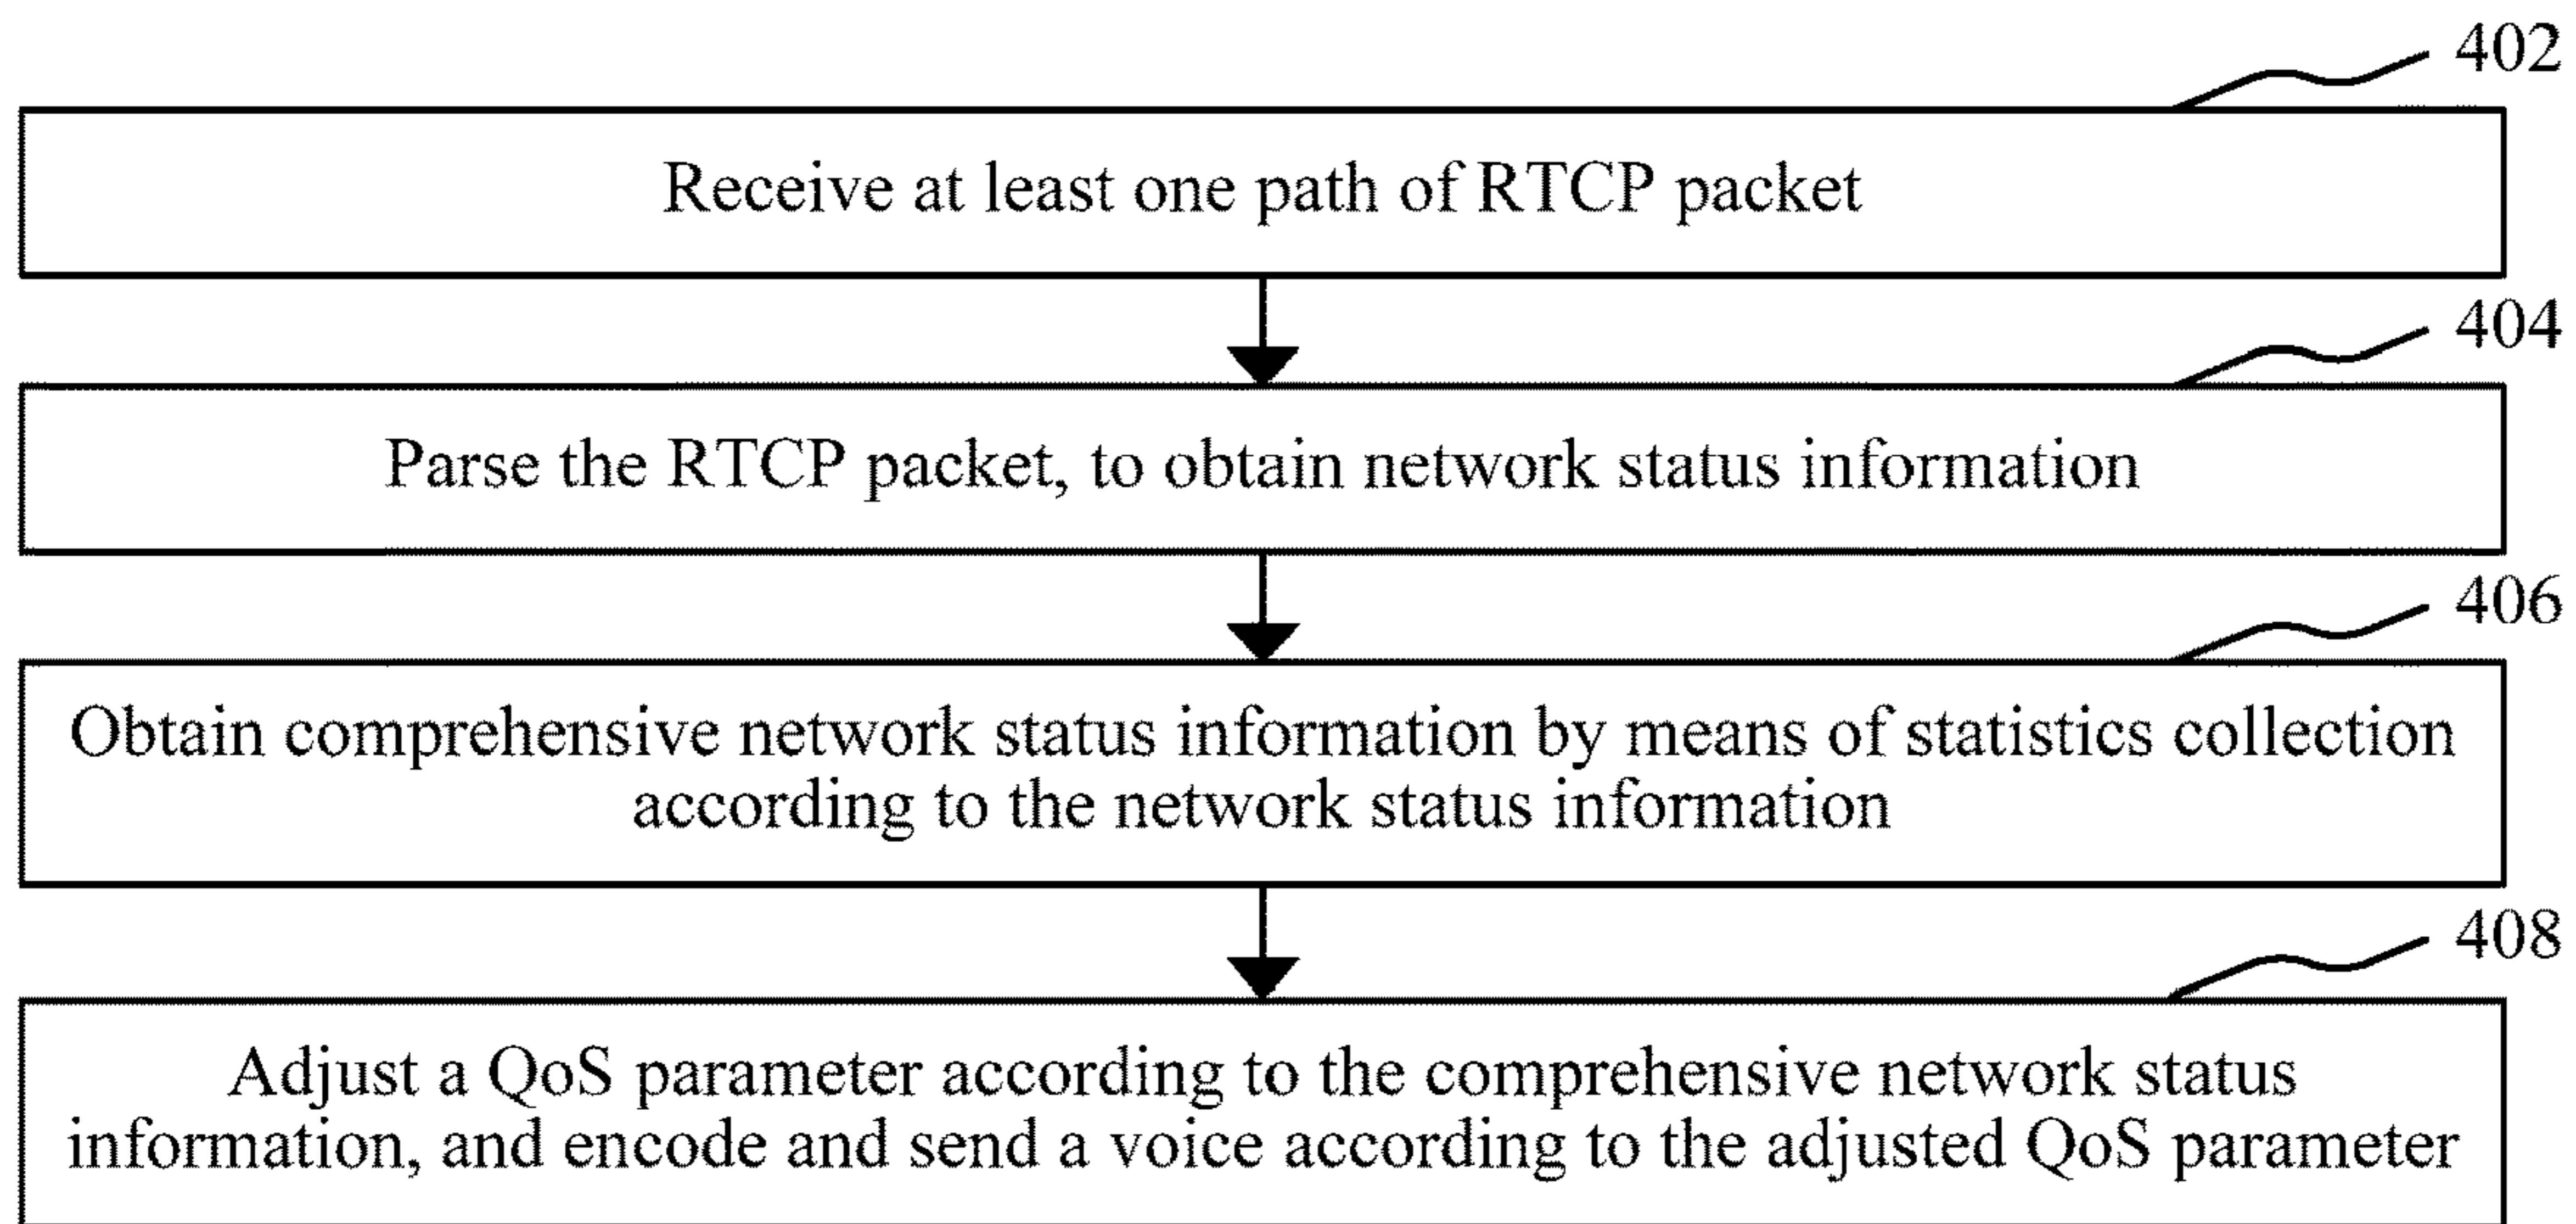 402
Receive at least one path of RTCP packet
404
Parse the RTCP packet, to obtain network status information
406
Obtain comprehensive network status information by means of statistics collection
according to the network status information
408
Adjust a QoS parameter according to the comprehensive network status
information, and encode and send a voice according to the adjusted QoS parameter